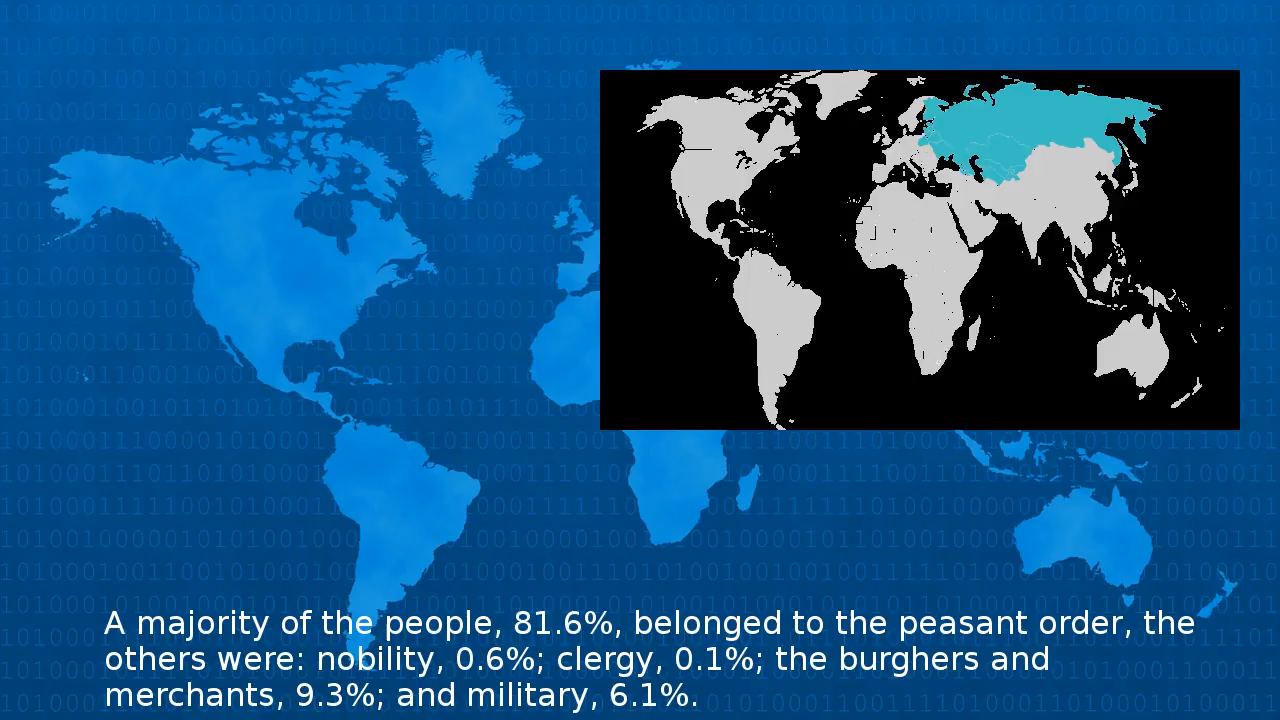 A majority of the people, 81.6%, belonged to the peasant order, the
others were: nobility, 0.6%; clergy, 0.1%; the burghers and
merchants, 9.3%; and military, 6.1%.